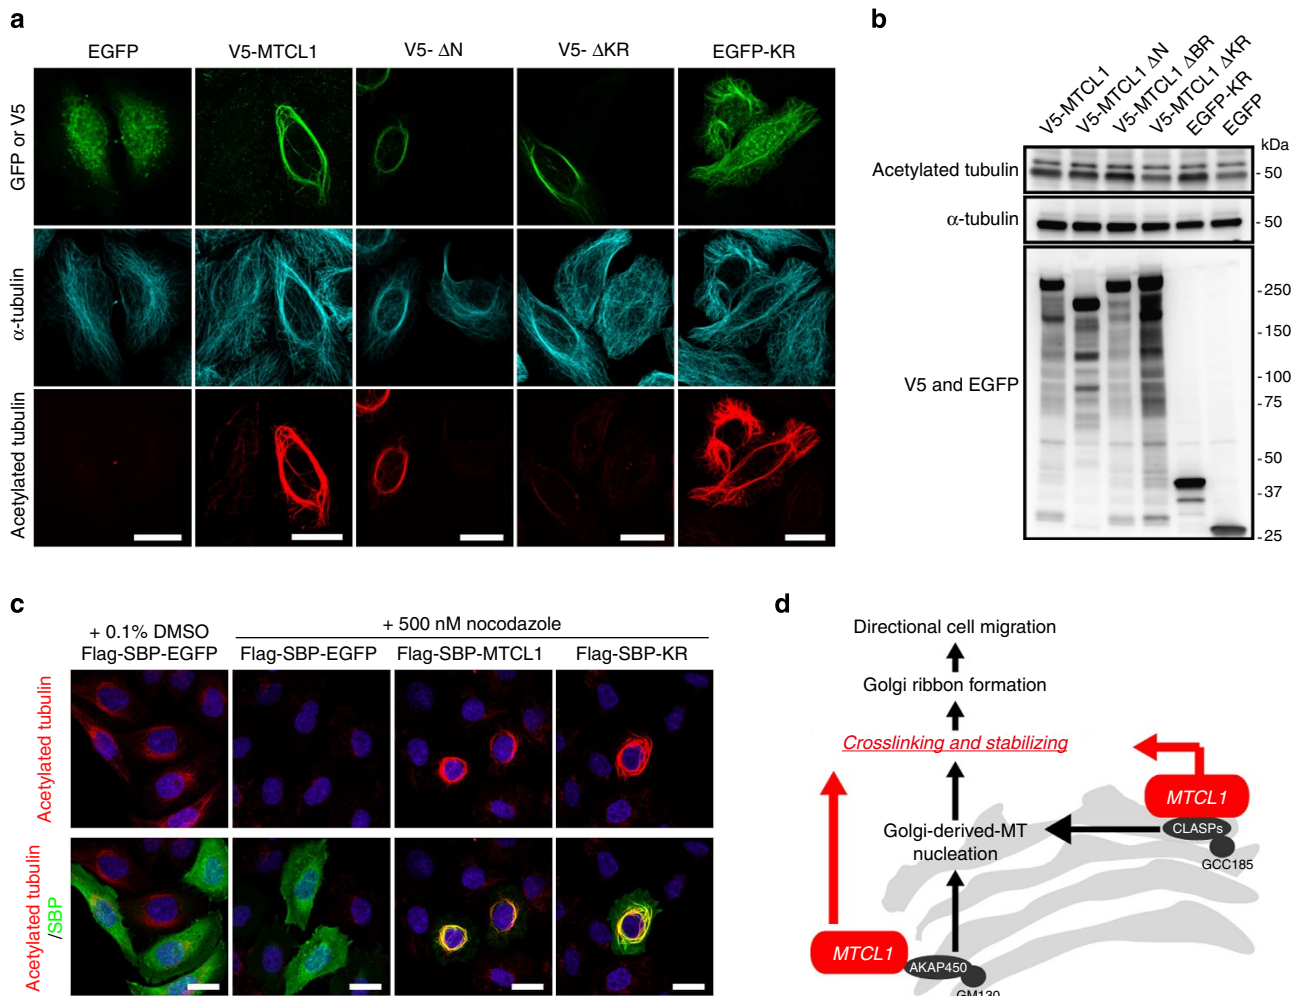 a
EGFP
V5-MTCL1
V5- ΔN
V5- ΔKR
EGFP-KR
GFP or V5
α-tubulin
Acetylated tubulin
b
V5-MTCL1
V5-MTCL1 ΔN
V5-MTCL1 ΔBR
V5-MTCL1 ΔKR
EGFP-KR
EGFP
kDa
Acetylated tubulin
- 50
α-tubulin
- 50
V5 and EGFP
- 250
- 150
- 100
- 75
- 50
- 37
- 25
c
+ 0.1% DMSO
+ 500 nM nocodazole
Flag-SBP-EGFP
Flag-SBP-EGFP
Flag-SBP-MTCL1
Flag-SBP-KR
Acetylated tubulin
Acetylated tubulin
/SBP
d
Directional cell migration
Golgi ribbon formation
Crosslinking and stabilizing
MTCL1
CLASPs
GCC185
Golgi-derived-MT
nucleation
MTCL1
AKAP450
GM130